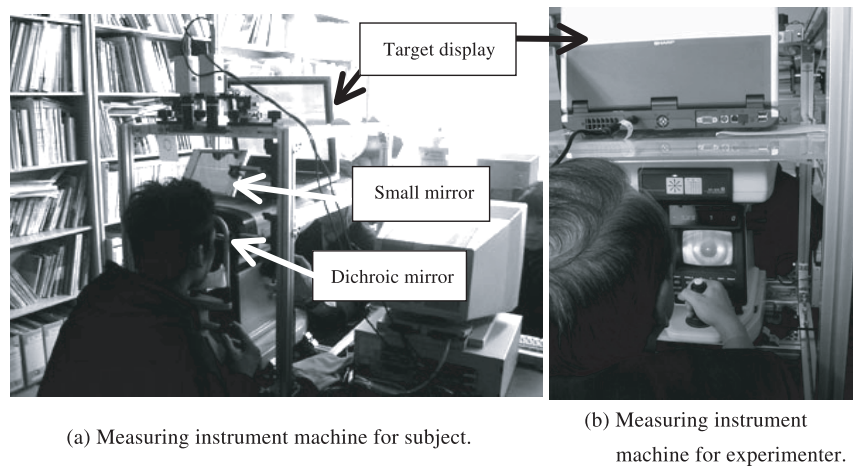 Target display
Small mirror
Dichroic mirror
(a) Measuring instrument machine for subject.
(b) Measuring instrument
machine for experimenter.